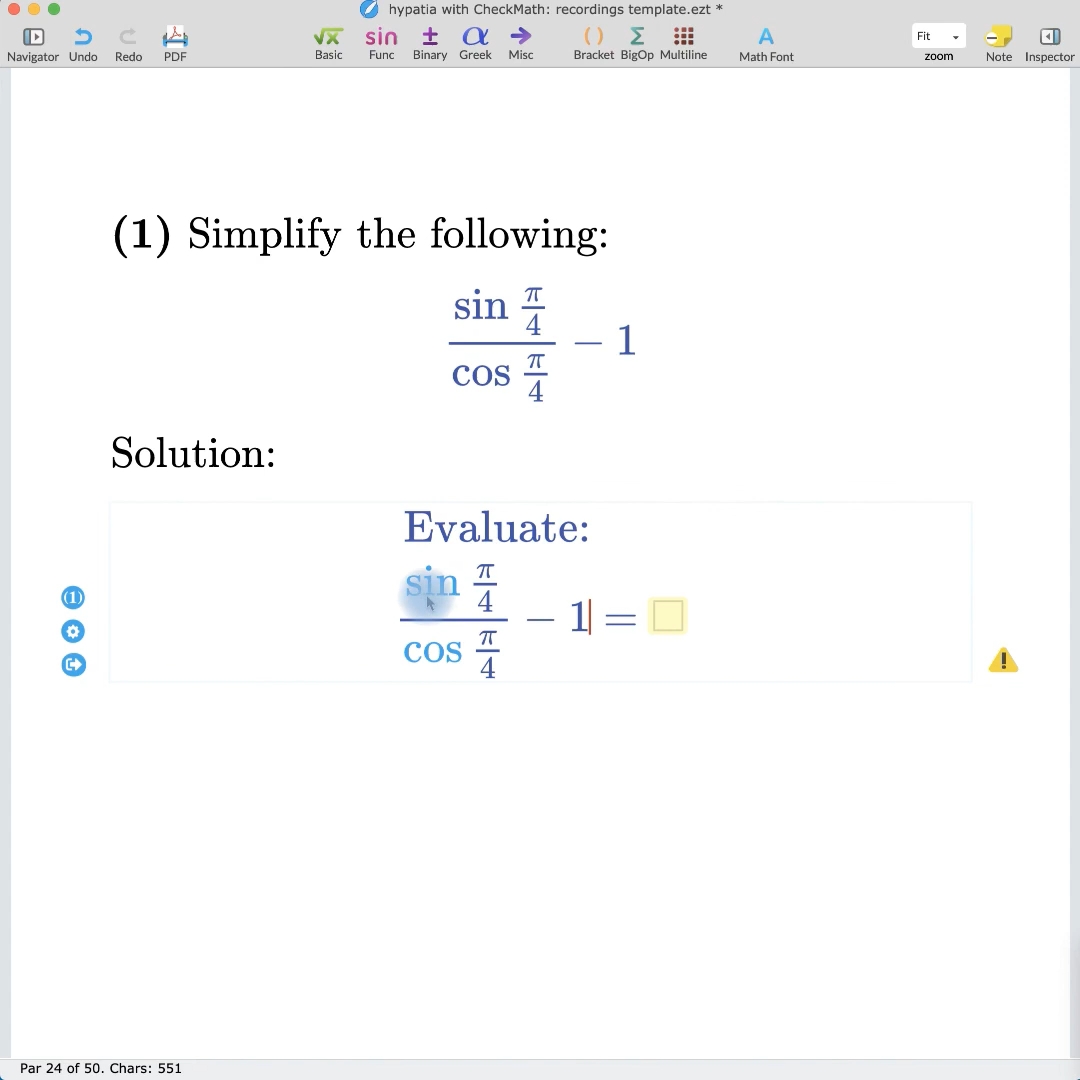 hypatia with CheckMath: recordings template.ezt *
Navigator Undo Redo PDF √x Basic sin Func ± Binary α Greek → Misc ( ) Bracket Σ BigOp Multiline A Math Font Fit zoom Note Inspector
(1) Simplify the following:
sin π/4 / cos π/4 − 1
Solution:
Evaluate:
sin π/4 / cos π/4 − 1 = □
(1)
!
Par 24 of 50. Chars: 551